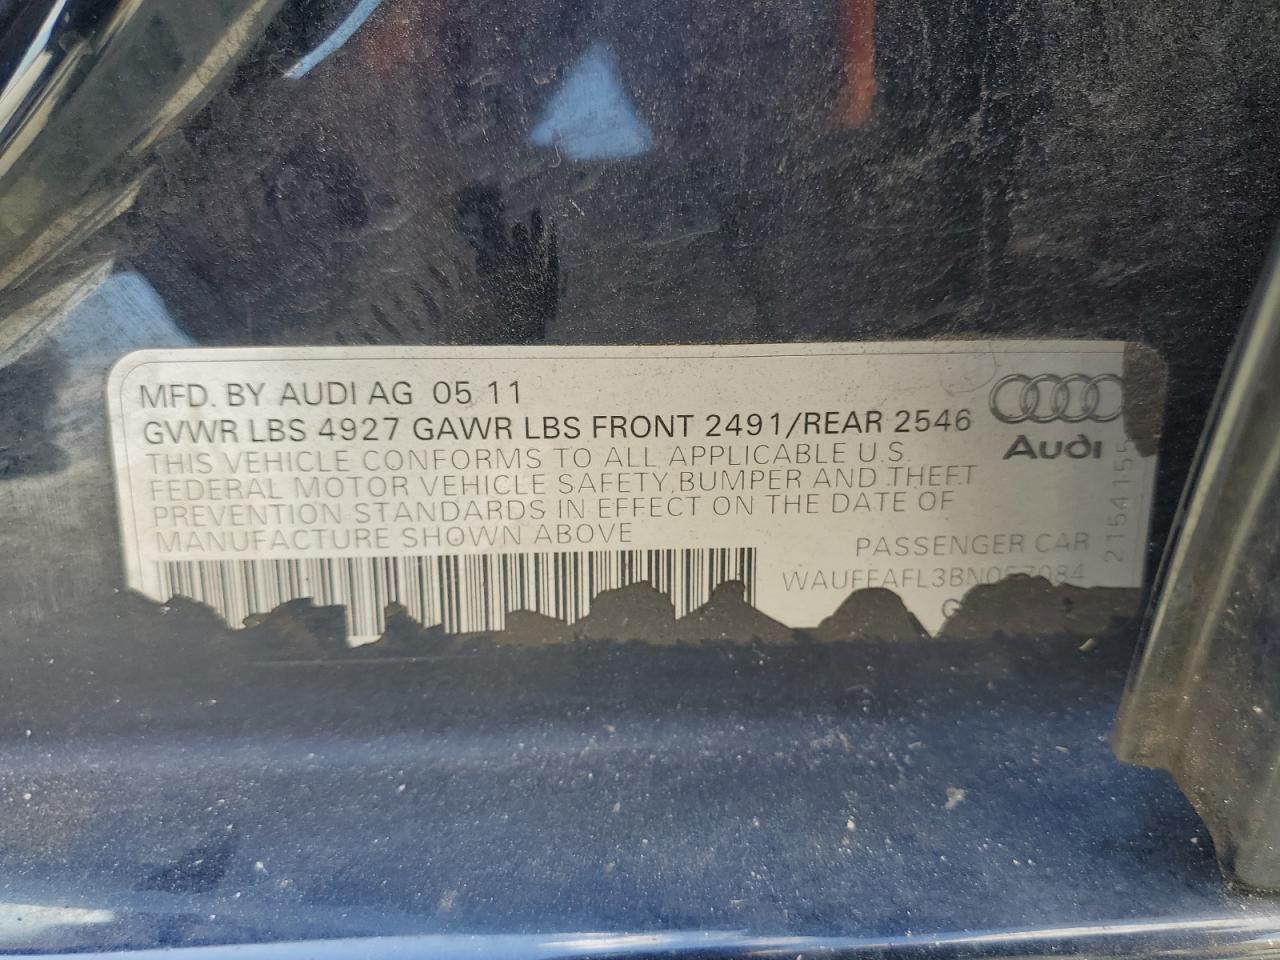 MFD. BY AUDI AG 05 11
GVWR LBS 4927 GAWR LBS FRONT 2491/REAR 2546
THIS VEHICLE CONFORMS TO ALL APPLICABLE U.S.
FEDERAL MOTOR VEHICLE SAFETY, BUMPER AND THEFT
PREVENTION STANDARDS IN EFFECT ON THE DATE OF
MANUFACTURE SHOWN ABOVE
PASSENGER CAR
Audi